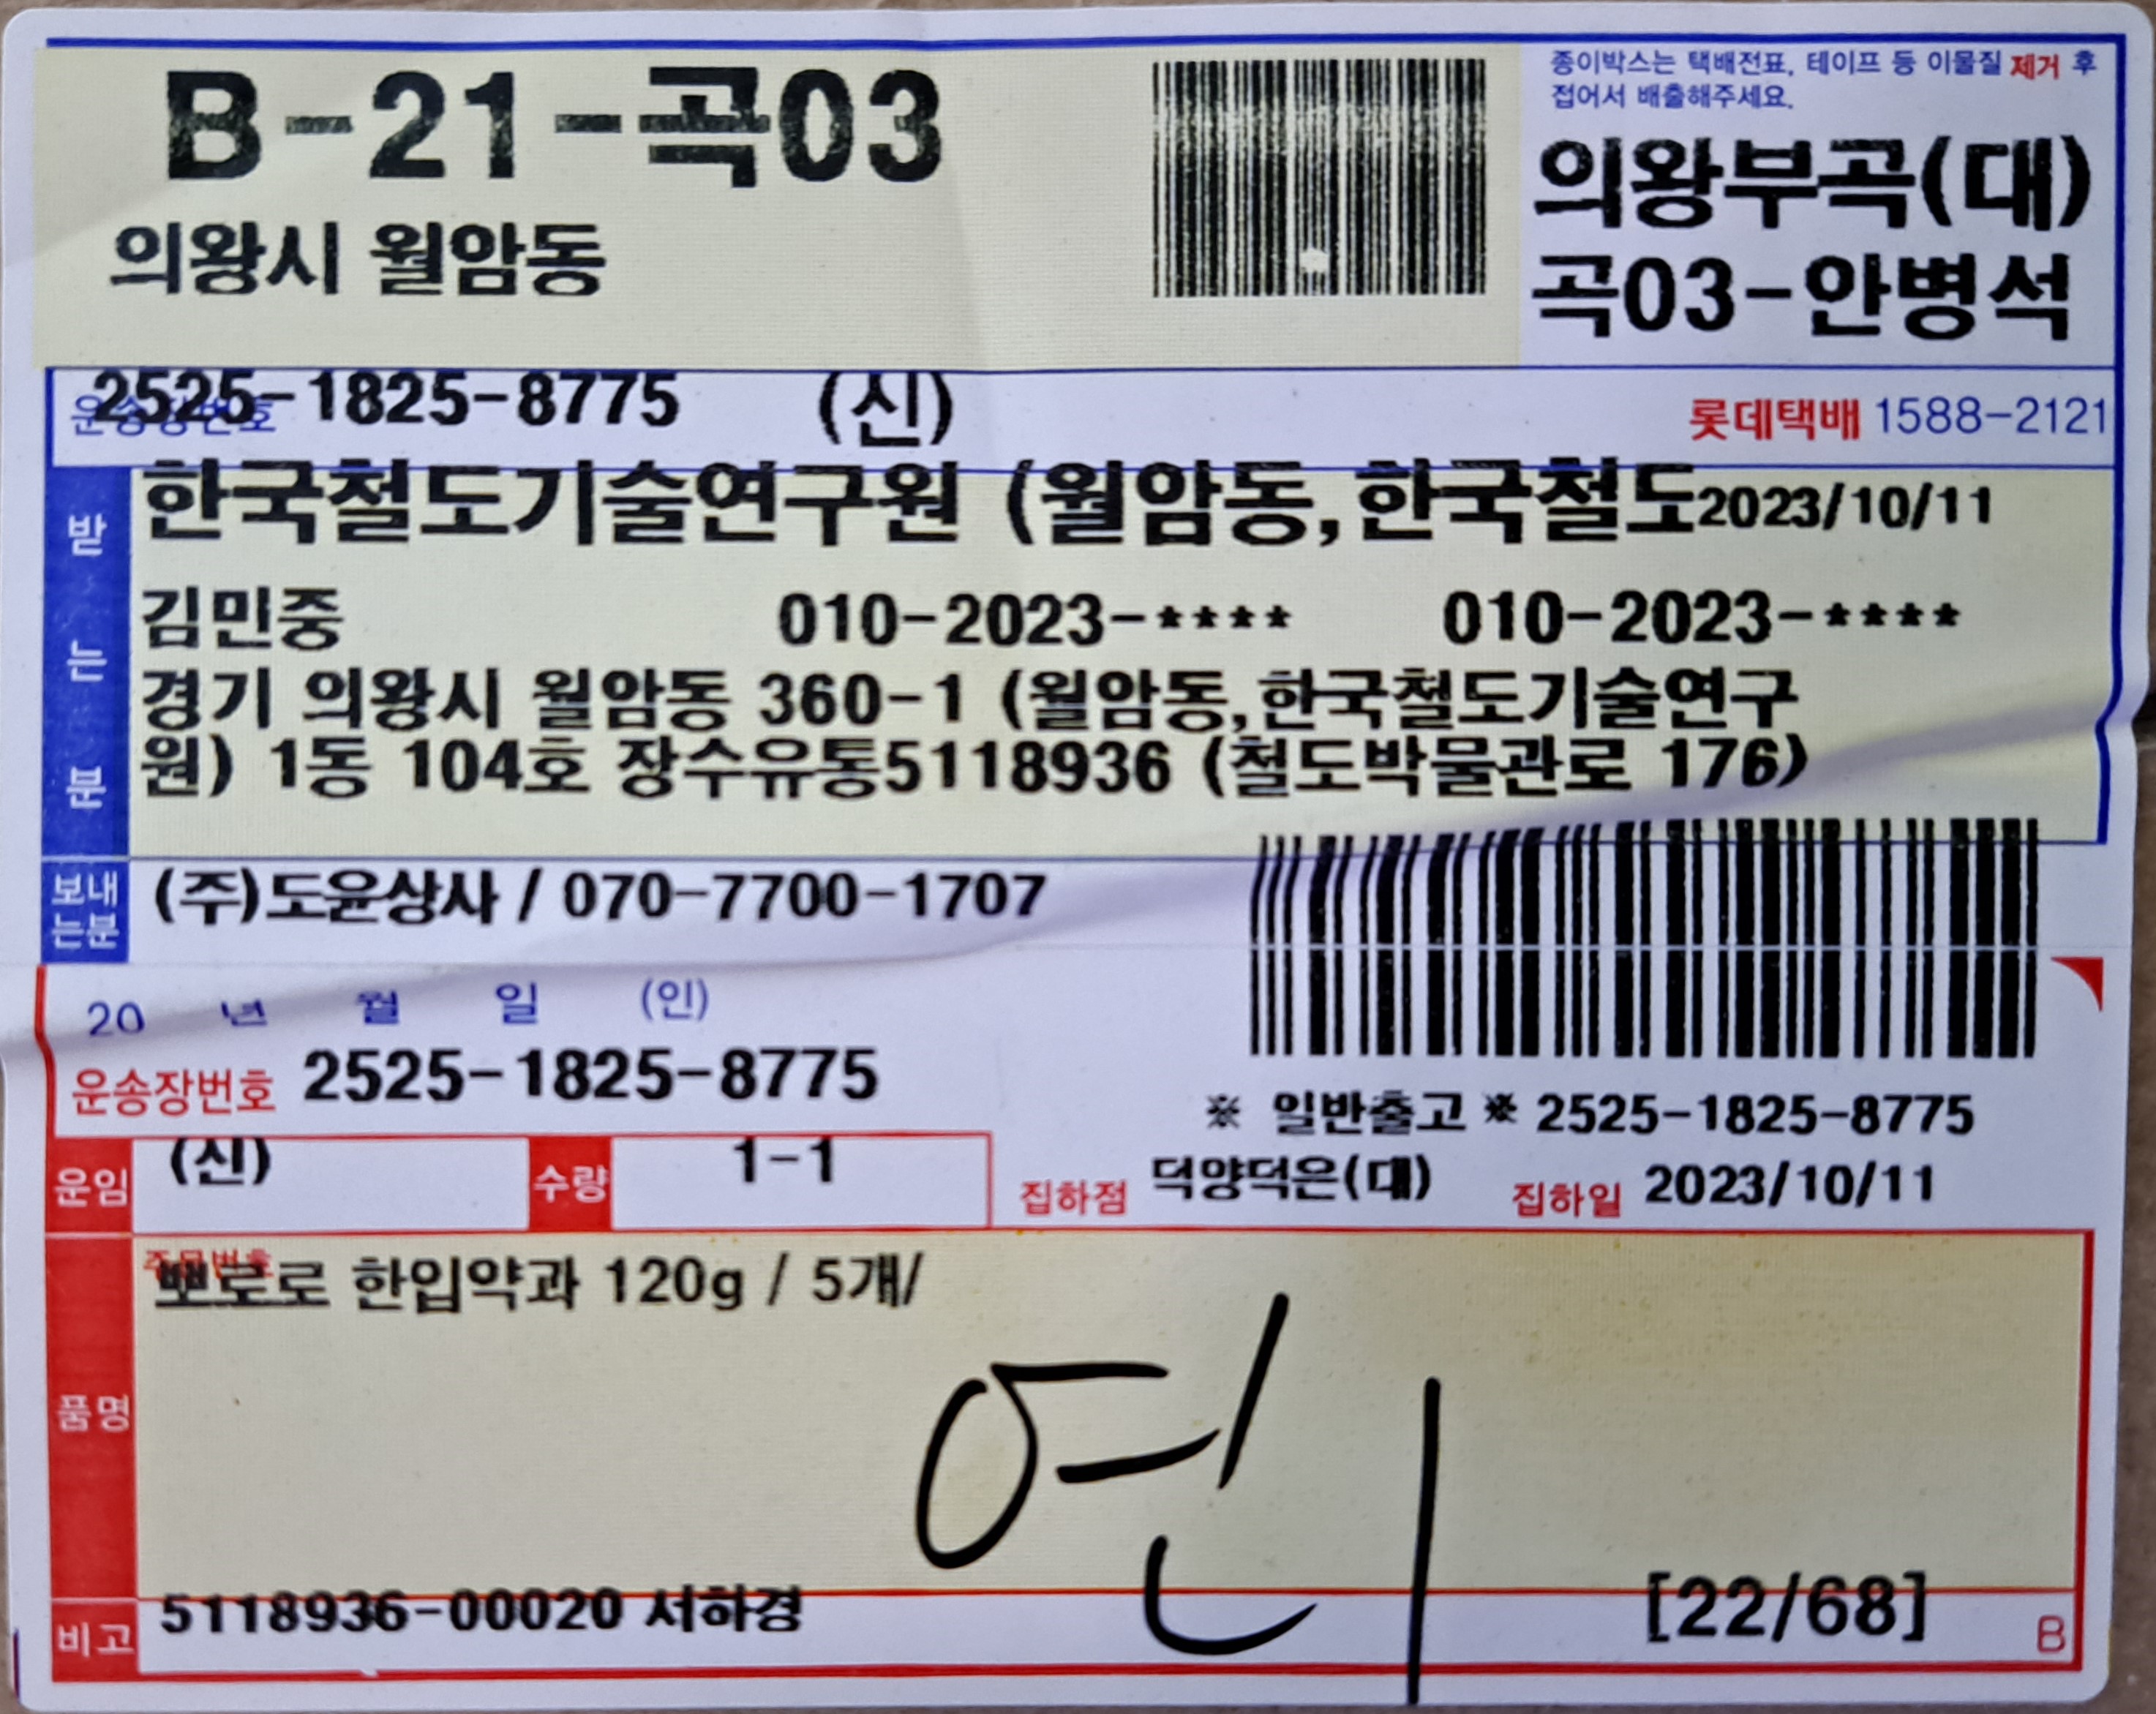 B-21-곡03
의왕시 월암동
종이박스는 택배전표, 테이프 등 이물질 제거 후
접어서 배출해주세요.
의왕부곡(대)
곡03-안병석
운송장번호 2525-1825-8775 (신)
롯데택배 1588-2121
받는분
한국철도기술연구원 (월암동,한국철도 2023/10/11
김민중 010-2023-**** 010-2023-****
경기 의왕시 월암동 360-1 (월암동,한국철도기술연구
원) 1동 104호 장수유통5118936 (철도박물관로 176)
보내는분 (주)도윤상사 / 070-7700-1707
20 년 월 일 (인)
운송장번호 2525-1825-8775
※ 일반출고 ※ 2525-1825-8775
운임 (신) 수량 1-1 집하점 덕양덕은(대) 집하일 2023/10/11
주문번호
품명 뽀로로 한입약과 120g / 5개/
비고 5118936-00020 서하경 [22/68] B